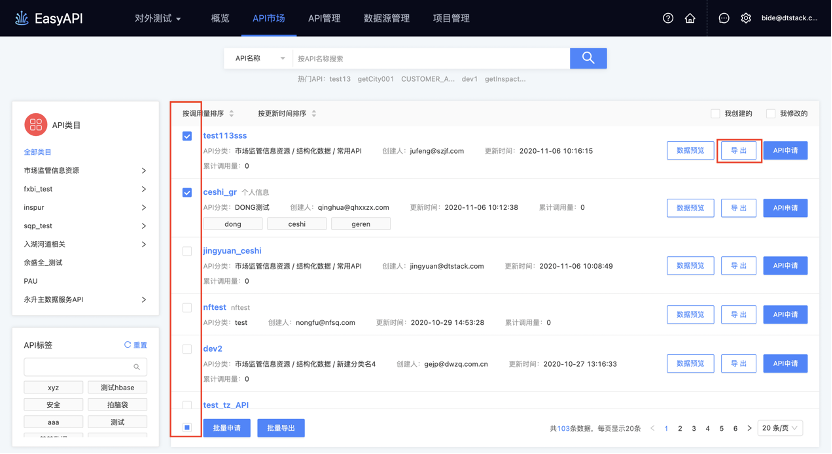 EasyAPI 对外测试 概览 API市场 API管理 数据源管理 项目管理 bide@dtstack.c...
API名称 按API名称搜索
热门API: test13 getCity001 CUSTOMER_A... dev1 getInspact...
API类目
全部类目
市场监管信息资源
fxbi_test
inspur
sqp_test
入湖河道相关
余盛全_测试
PAU
永升主数据服务API
API标签 重置
xyz 测试hbase
安全 拍脑袋
aaa 测试
按调用量排序 按更新时间排序 我创建的 我修改的
test113sss
API分类: 市场监管信息资源 / 结构化数据 / 常用API 创建人: jufeng@szjf.com 更新时间: 2020-11-06 10:16:15
累计调用量: 0
数据预览 导出 API申请
ceshi_gr 个人信息
API分类: DONG测试 创建人: qinghua@qhxxzx.com 更新时间: 2020-11-06 10:12:38 累计调用量: 0
dong ceshi geren
数据预览 导出 API申请
jingyuan_ceshi
API分类: 市场监管信息资源 / 结构化数据 / 常用API 创建人: jingyuan@dtstack.com 更新时间: 2020-11-06 10:08:49
累计调用量: 0
数据预览 导出 API申请
nftest nftest
API分类: test 创建人: nongfu@nfsq.com 更新时间: 2020-10-29 14:53:28 累计调用量: 0
数据预览 导出 API申请
dev2
API分类: 市场监管信息资源 / 结构化数据 / 新建分类名4 创建人: gejp@dwzq.com.cn 更新时间: 2020-10-27 13:16:33
累计调用量: 0
数据预览 导出 API申请
test_tz_API
批量申请 批量导出 共103条数据, 每页显示20条 1 2 3 4 5 6 20 条/页